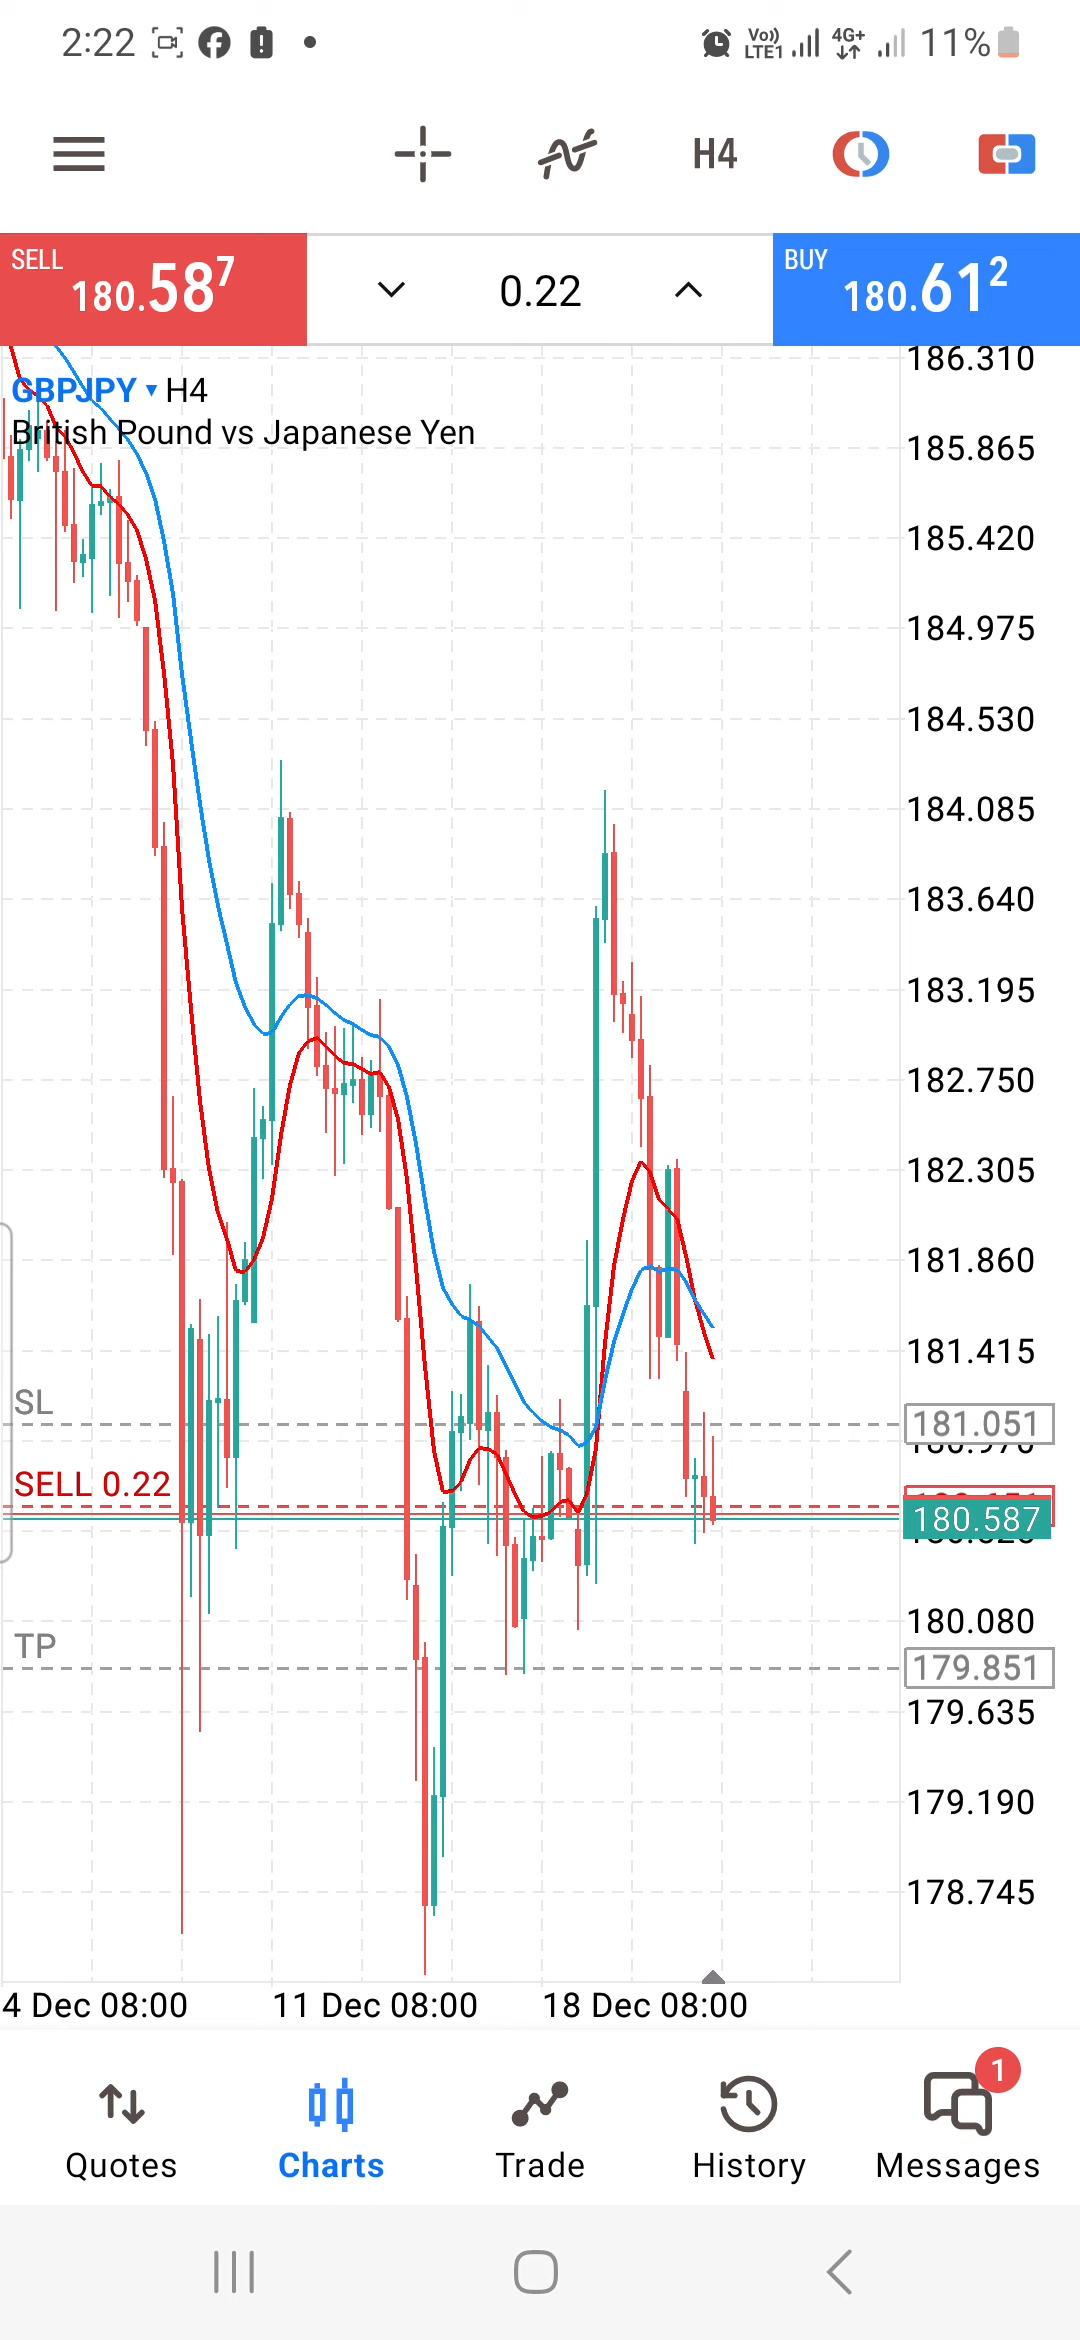 2:22
Vo)) LTE1
4G+
11%
H4
SELL
180.587
0.22
BUY
180.612
186.310
GBPJPY ▾ H4
British Pound vs Japanese Yen
185.865
185.420
184.975
184.530
184.085
183.640
183.195
182.750
182.305
181.860
181.415
SL
181.051
SELL 0.22
180.587
180.080
TP
179.851
179.635
179.190
178.745
4 Dec 08:00
11 Dec 08:00
18 Dec 08:00
1
Quotes
Charts
Trade
History
Messages